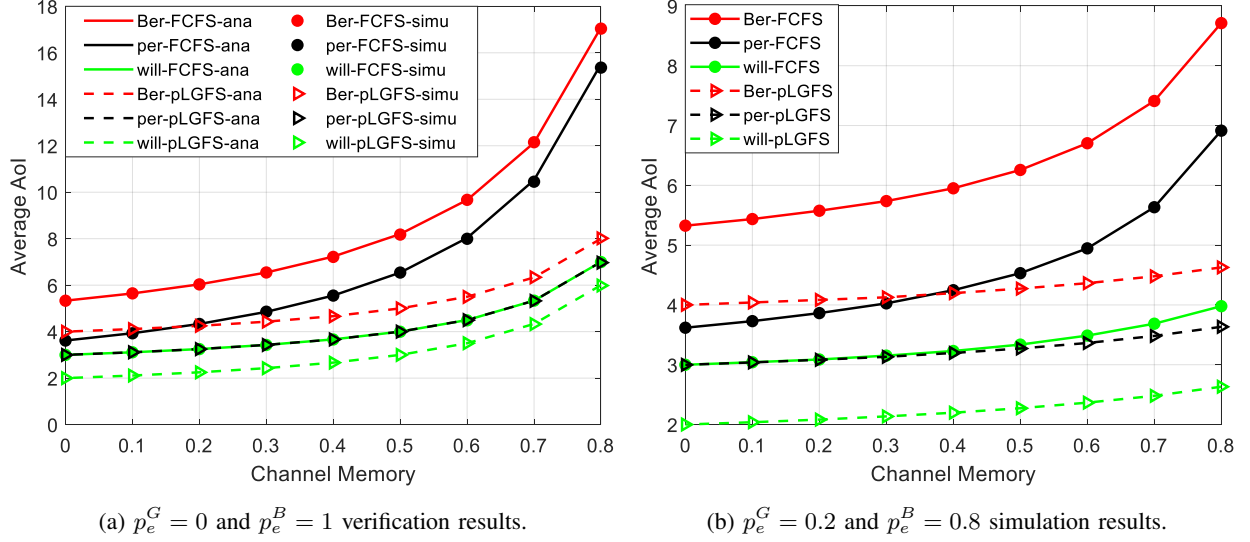 18
16
14
12
10
8
6
4
2
0
Average AoI
Ber-FCFS-ana
Ber-FCFS-simu
per-FCFS-ana
per-FCFS-simu
will-FCFS-ana
will-FCFS-simu
Ber-pLGFS-ana
Ber-pLGFS-simu
per-pLGFS-ana
per-pLGFS-simu
will-pLGFS-ana
will-pLGFS-simu
0 0.1 0.2 0.3 0.4 0.5 0.6 0.7 0.8
Channel Memory
(a) $p_e^G = 0$ and $p_e^B = 1$ verification results.
9
8
7
6
5
4
3
2
Average AoI
Ber-FCFS
per-FCFS
will-FCFS
Ber-pLGFS
per-pLGFS
will-pLGFS
0 0.1 0.2 0.3 0.4 0.5 0.6 0.7 0.8
Channel Memory
(b) $p_e^G = 0.2$ and $p_e^B = 0.8$ simulation results.